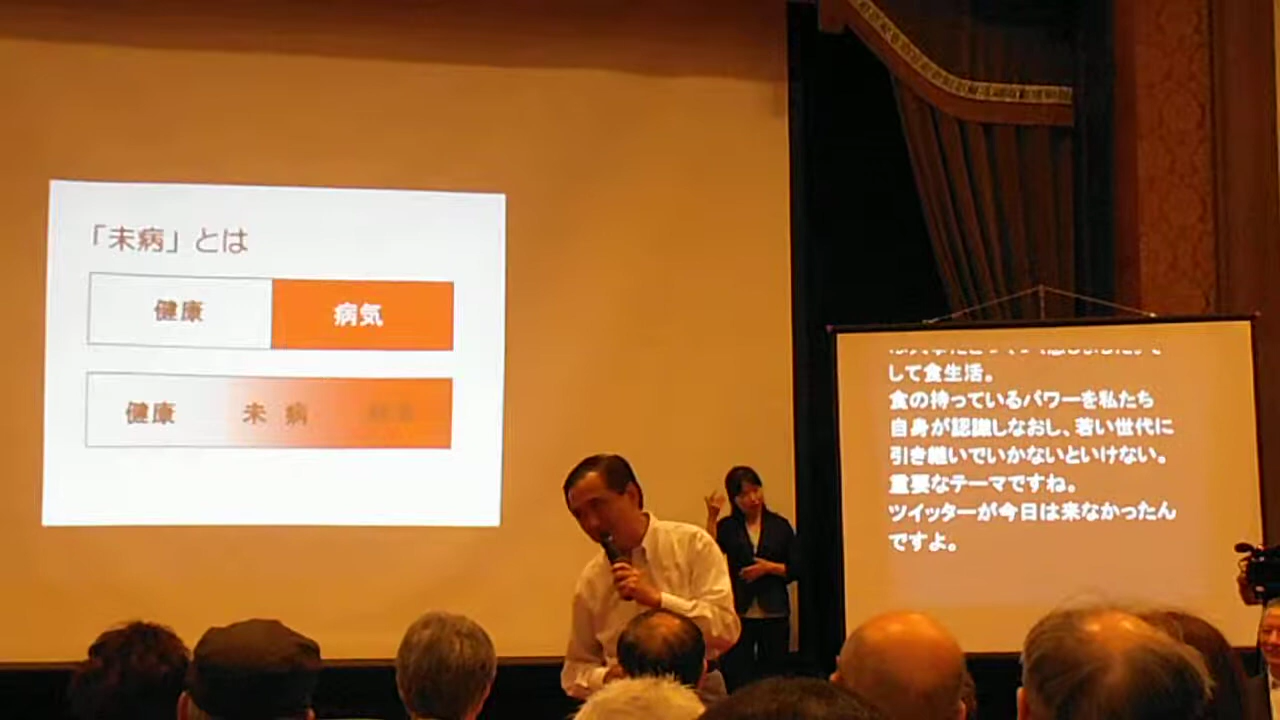 「未病」とは
健康 病気
健康 未病
して食生活。
食の持っているパワーを私たち
自身が認識しなおし、若い世代に
引き継いでいかないといけない。
重要なテーマですね。
ツイッターが今日は来なかったん
ですよ。